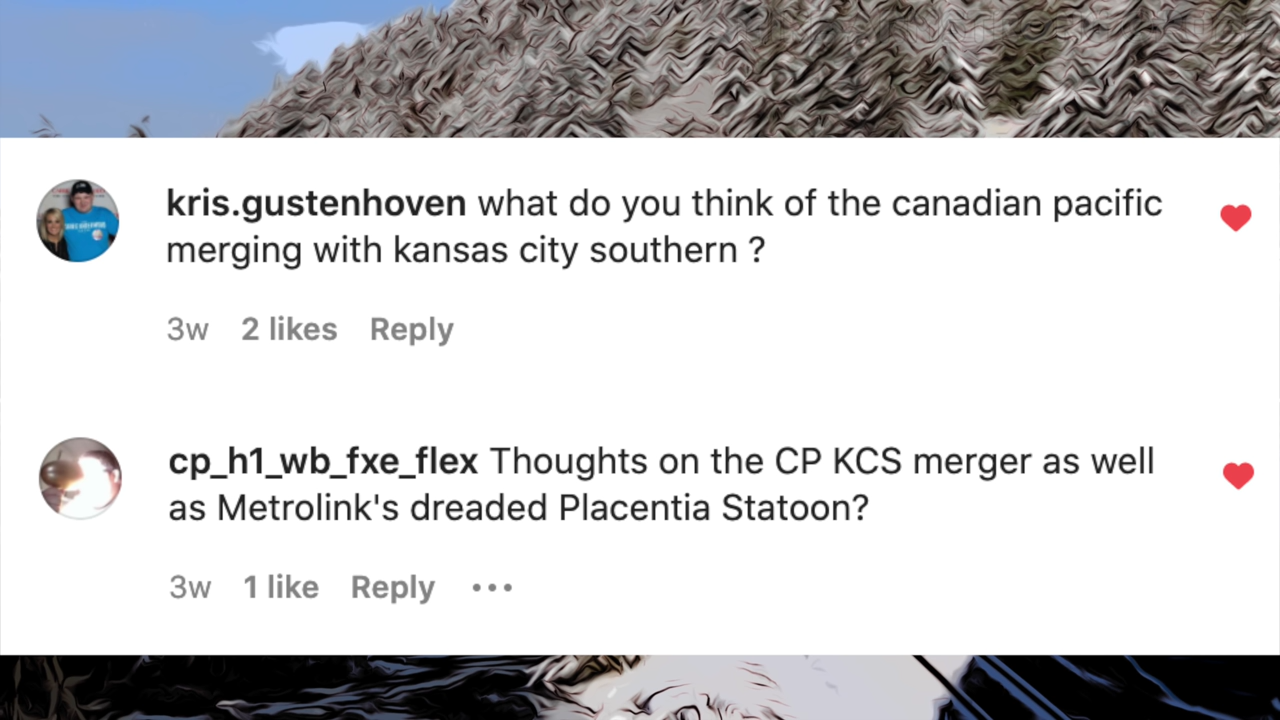 kris.gustenhoven what do you think of the canadian pacific
merging with kansas city southern ?
3w 2 likes Reply
cp_h1_wb_fxe_flex Thoughts on the CP KCS merger as well
as Metrolink's dreaded Placentia Statoon?
3w 1 like Reply